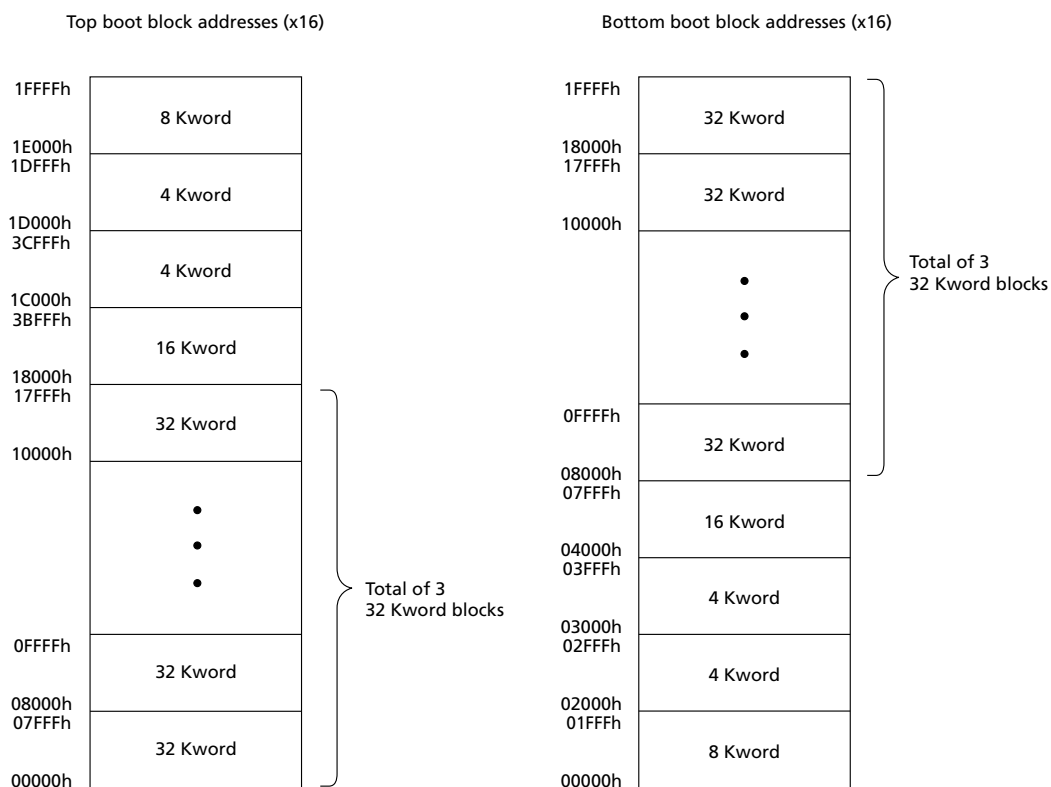 Top boot block addresses (x16)
1FFFFh
8 Kword
1E000h
1DFFFh
4 Kword
1D000h
3CFFFh
4 Kword
1C000h
3BFFFh
16 Kword
18000h
17FFFh
32 Kword
10000h
Total of 3
32 Kword blocks
0FFFFh
32 Kword
08000h
07FFFh
32 Kword
00000h
Bottom boot block addresses (x16)
1FFFFh
32 Kword
18000h
17FFFh
32 Kword
10000h
Total of 3
32 Kword blocks
0FFFFh
32 Kword
08000h
07FFFh
16 Kword
04000h
03FFFh
4 Kword
03000h
02FFFh
4 Kword
02000h
01FFFh
8 Kword
00000h